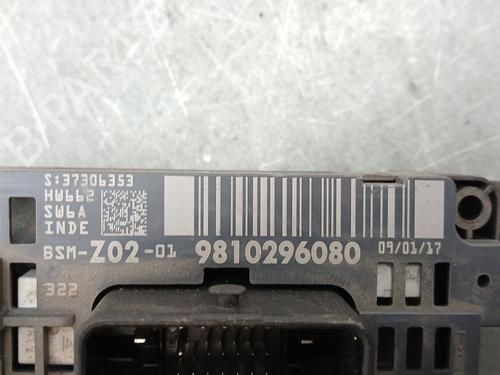 S:37306353
HW662
SW6A
INDE
BSM-Z02-01 9810296080 09/01/17
322